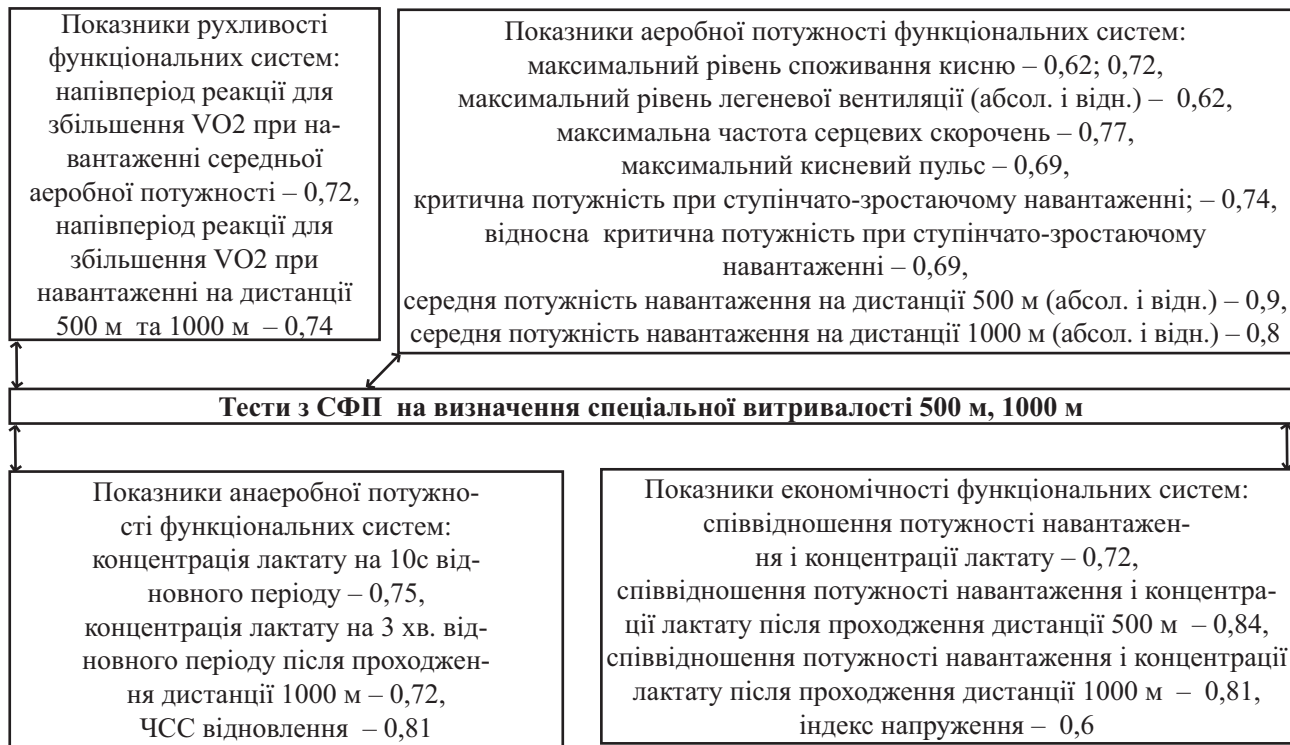 Показники рухливості
функціональних систем:
напівперіод реакції для
збільшення VO2 при на-
вантаженні середньої
аеробної потужності – 0,72,
напівперіод реакції для
збільшення VO2 при
навантаженні на дистанції
500 м та 1000 м – 0,74
Показники аеробної потужності функціональних систем:
максимальний рівень споживання кисню – 0,62; 0,72,
максимальний рівень легеневої вентиляції (абсол. і відн.) – 0,62,
максимальна частота серцевих скорочень – 0,77,
максимальний кисневий пульс – 0,69,
критична потужність при ступінчато-зростаючому навантаженні; – 0,74,
відносна критична потужність при ступінчато-зростаючому
навантаженні – 0,69,
середня потужність навантаження на дистанції 500 м (абсол. і відн.) – 0,9,
середня потужність навантаження на дистанції 1000 м (абсол. і відн.) – 0,8
Тести з СФП на визначення спеціальної витривалості 500 м, 1000 м
Показники анаеробної потужно-
сті функціональних систем:
концентрація лактату на 10с від-
новного періоду – 0,75,
концентрація лактату на 3 хв. від-
новного періоду після проходжен-
ня дистанції 1000 м – 0,72,
ЧСС відновлення – 0,81
Показники економічності функціональних систем:
співвідношення потужності навантажен-
ня і концентрації лактату – 0,72,
співвідношення потужності навантаження і концентра-
ції лактату після проходження дистанції 500 м – 0,84,
співвідношення потужності навантаження і концентрації
лактату після проходження дистанції 1000 м – 0,81,
індекс напруження – 0,6